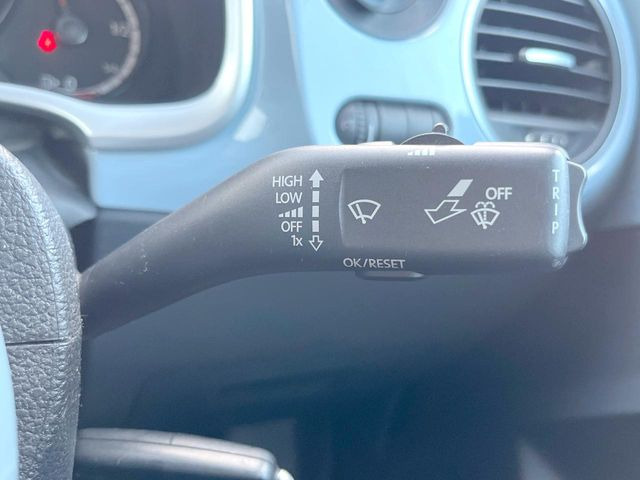 HIGH
LOW
OFF
1x
OFF
TRIP
OK/RESET